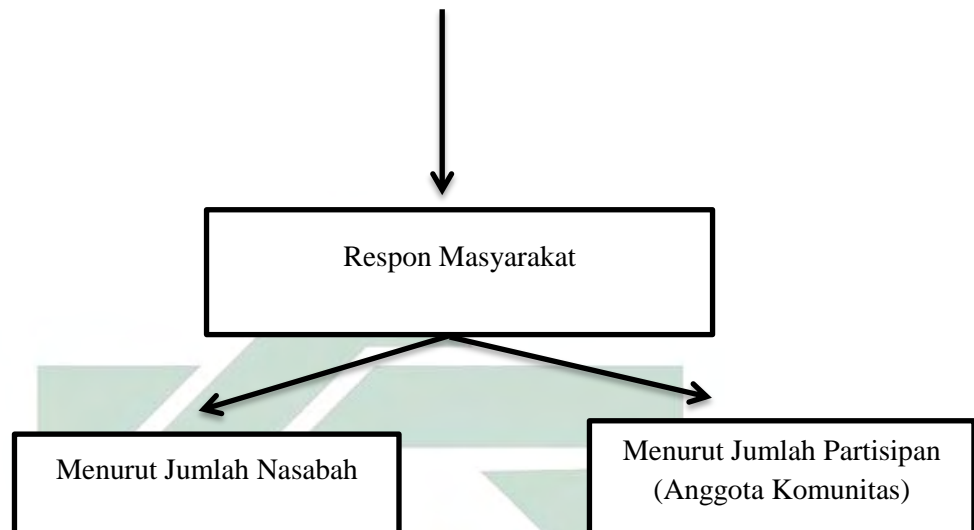 Respon Masyarakat
Menurut Jumlah Nasabah
Menurut Jumlah Partisipan
(Anggota Komunitas)